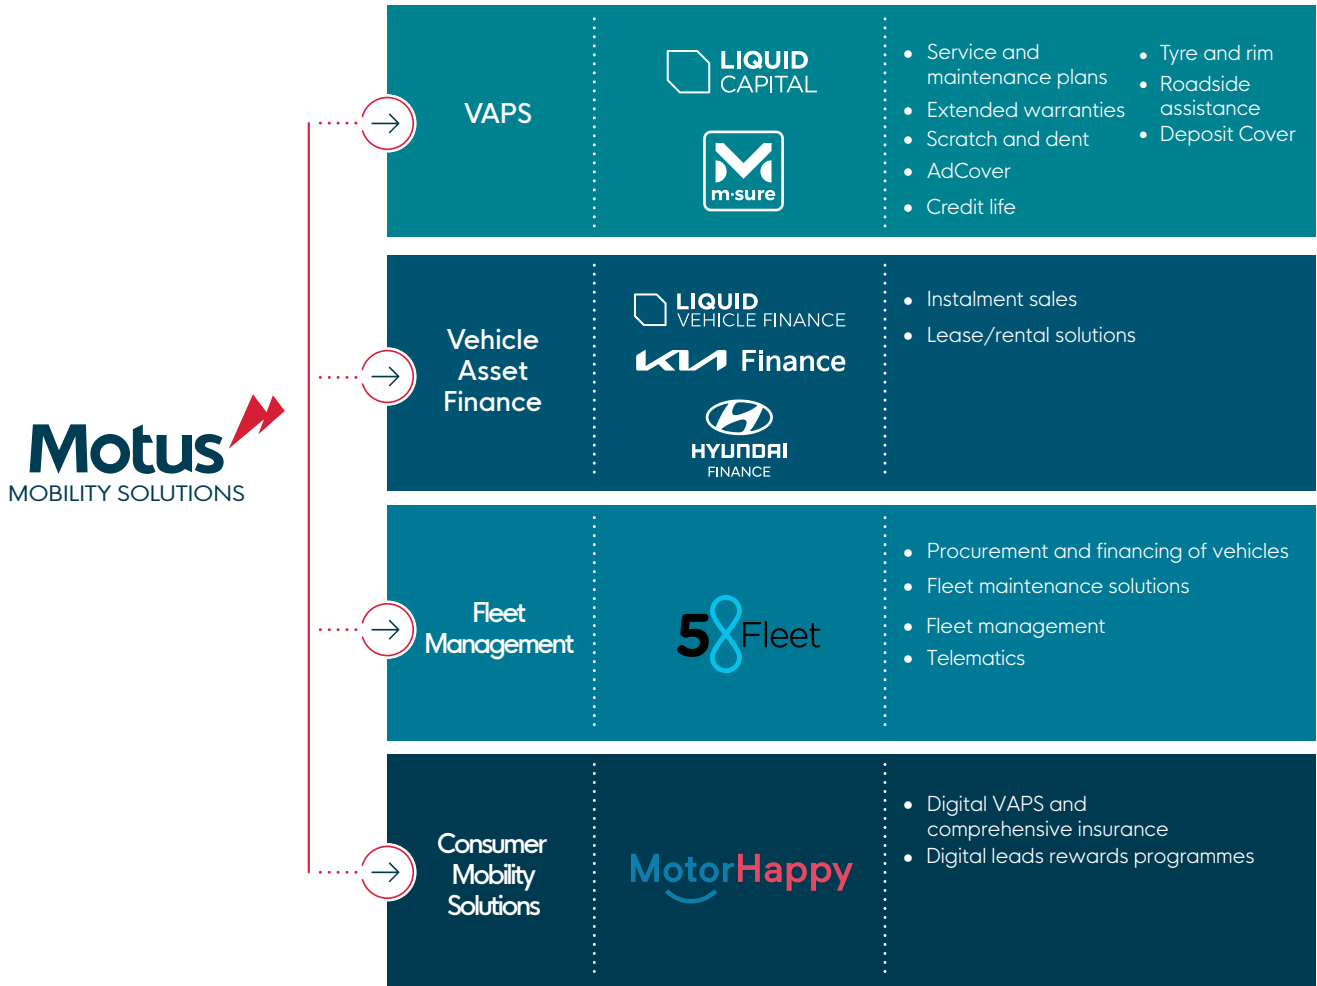 Motus
MOBILITY SOLUTIONS
VAPS
LIQUID
CAPITAL
m·sure
• Service and
maintenance plans
• Extended warranties
• Scratch and dent
• AdCover
• Credit life
• Tyre and rim
• Roadside
assistance
• Deposit Cover
Vehicle
Asset
Finance
LIQUID
VEHICLE FINANCE
KIA Finance
HYUNDAI
FINANCE
• Instalment sales
• Lease/rental solutions
Fleet
Management
58Fleet
• Procurement and financing of vehicles
• Fleet maintenance solutions
• Fleet management
• Telematics
Consumer
Mobility
Solutions
MotorHappy
• Digital VAPS and
comprehensive insurance
• Digital leads rewards programmes